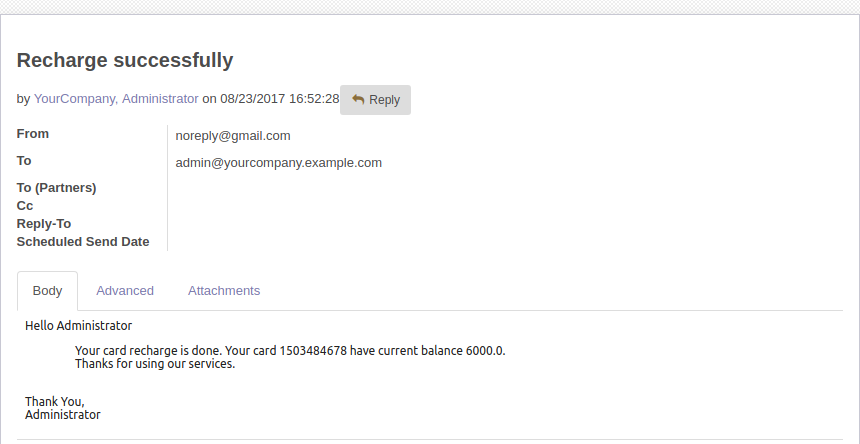 Recharge successfully
by YourCompany, Administrator on 08/23/2017 16:52:28 Reply
From noreply@gmail.com
To admin@yourcompany.example.com
To (Partners)
Cc
Reply-To
Scheduled Send Date
Body Advanced Attachments
Hello Administrator
Your card recharge is done. Your card 1503484678 have current balance 6000.0.
Thanks for using our services.
Thank You,
Administrator